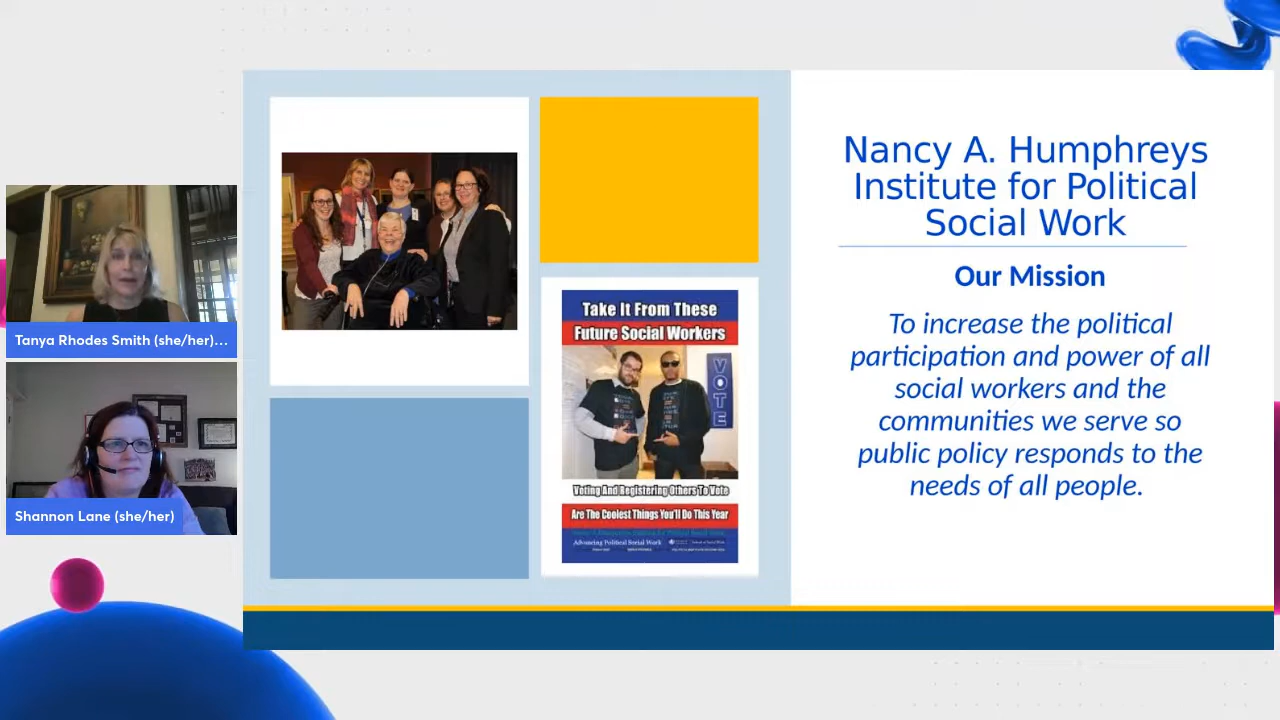 Tanya Rhodes Smith (she/her)...
Shannon Lane (she/her)
Take It From These
Future Social Workers
VOTE
Voting And Registering Others To Vote
Are The Coolest Things You'll Do This Year
Advancing Political Social Work
Nancy A. Humphreys
Institute for Political
Social Work
Our Mission
To increase the political
participation and power of all
social workers and the
communities we serve so
public policy responds to the
needs of all people.